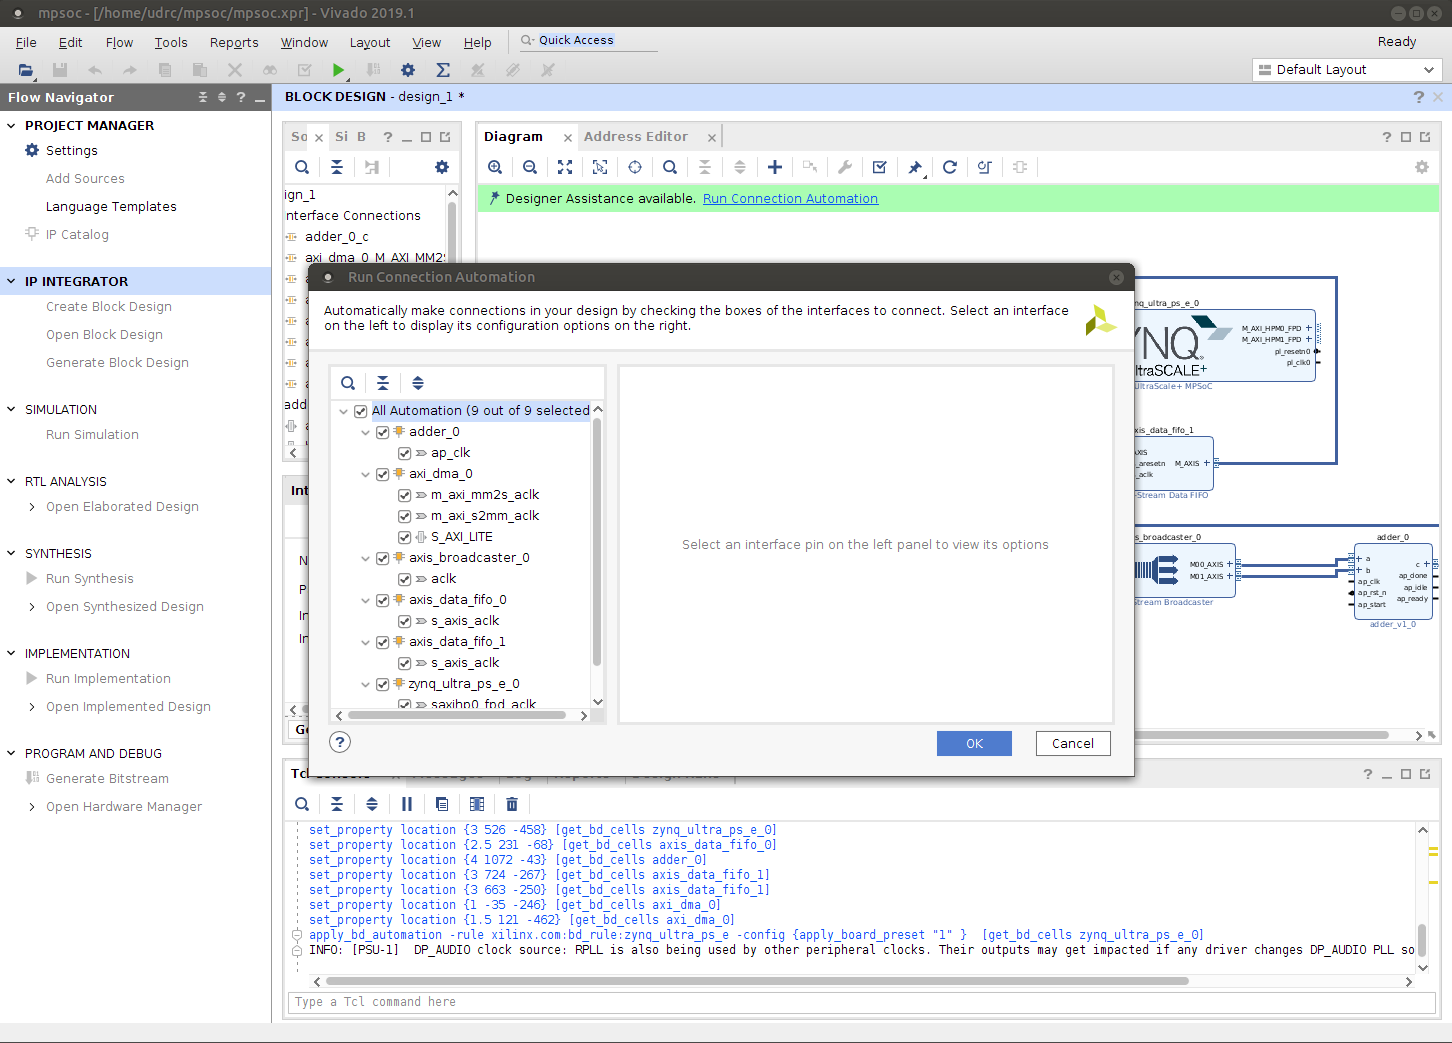 mpsoc - [/home/udrc/mpsoc/mpsoc.xpr] - Vivado 2019.1
File Edit Flow Tools Reports Window Layout View Help Quick Access Ready
Default Layout
Flow Navigator
PROJECT MANAGER
Settings
Add Sources
Language Templates
IP Catalog
IP INTEGRATOR
Create Block Design
Open Block Design
Generate Block Design
SIMULATION
Run Simulation
RTL ANALYSIS
Open Elaborated Design
SYNTHESIS
Run Synthesis
Open Synthesized Design
IMPLEMENTATION
Run Implementation
Open Implemented Design
PROGRAM AND DEBUG
Generate Bitstream
Open Hardware Manager
BLOCK DESIGN - design_1 *
So Si B
ign_1
nterface Connections
adder_0_c
axi_dma_0_M_AXI_MM2S
add
Diagram Address Editor
Designer Assistance available. Run Connection Automation
Run Connection Automation
Automatically make connections in your design by checking the boxes of the interfaces to connect. Select an interface
on the left to display its configuration options on the right.
All Automation (9 out of 9 selected
adder_0
ap_clk
axi_dma_0
m_axi_mm2s_aclk
m_axi_s2mm_aclk
S_AXI_LITE
axis_broadcaster_0
aclk
axis_data_fifo_0
s_axis_aclk
axis_data_fifo_1
s_axis_aclk
zynq_ultra_ps_e_0
saxihp0_fpd_aclk
Select an interface pin on the left panel to view its options
OK Cancel
nq_ultra_ps_e_0
YNQ
ltraSCALE+
M_AXI_HPM0_FPD
M_AXI_HPM1_FPD
pl_resetn0
pl_clk0
UltraScale+ MPSoC
xis_data_fifo_1
AXIS
_aresetn
_aclk
M_AXIS
-Stream Data FIFO
s_broadcaster_0
M00_AXIS
M01_AXIS
Stream Broadcaster
adder_0
a
b
ap_clk
ap_rst_n
ap_start
c
ap_done
ap_idle
ap_ready
adder_v1_0
set_property location {3 526 -458} [get_bd_cells zynq_ultra_ps_e_0]
set_property location {2.5 231 -68} [get_bd_cells axis_data_fifo_0]
set_property location {4 1072 -43} [get_bd_cells adder_0]
set_property location {3 724 -267} [get_bd_cells axis_data_fifo_1]
set_property location {3 663 -250} [get_bd_cells axis_data_fifo_1]
set_property location {1 -35 -246} [get_bd_cells axi_dma_0]
set_property location {1.5 121 -462} [get_bd_cells axi_dma_0]
apply_bd_automation -rule xilinx.com:bd_rule:zynq_ultra_ps_e -config {apply_board_preset "1" }  [get_bd_cells zynq_ultra_ps_e_0]
INFO: [PSU-1]  DP_AUDIO clock source: RPLL is also being used by other peripheral clocks. Their outputs may get impacted if any driver changes DP_AUDIO PLL so
Type a Tcl command here